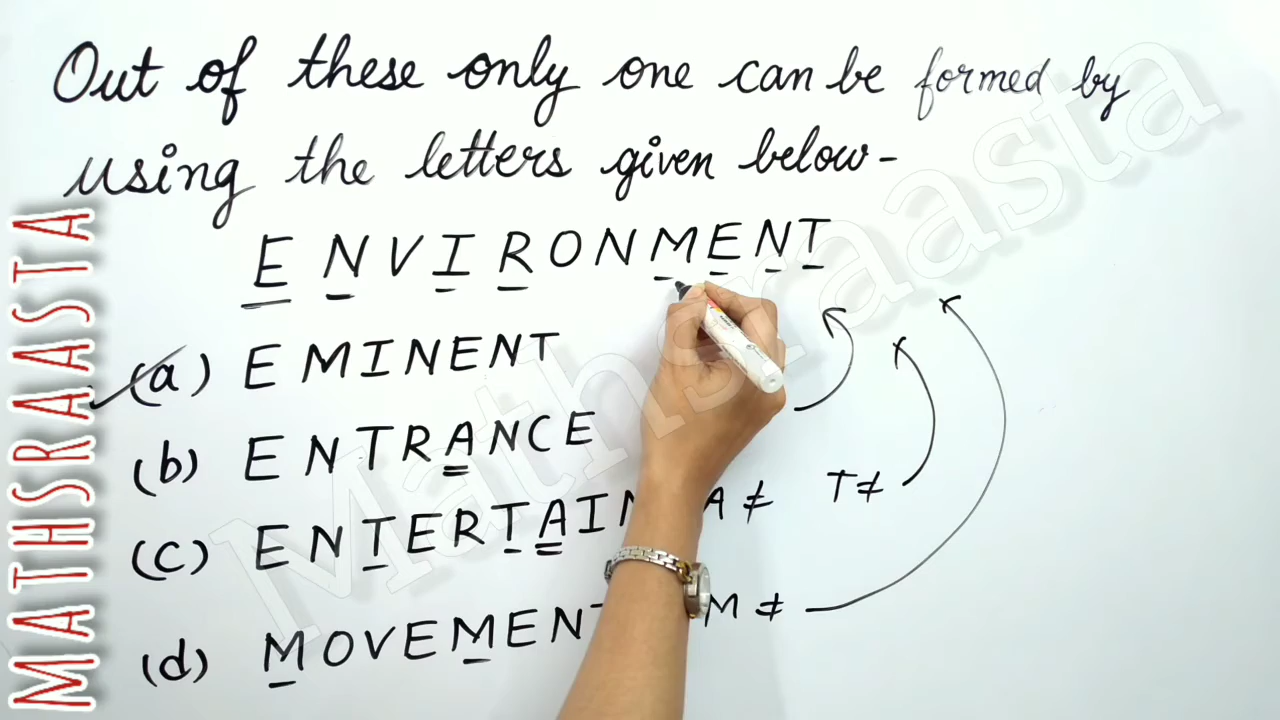 Out of these only one can be formed by
using the letters given below-
ENVIRONMENT
(a) EMINENT
(b) ENTRANCE
(c) ENTERTAIN A ≠ T ≠
(d) MOVEMENT M ≠
MATHSRAASTA
Mathsraasta